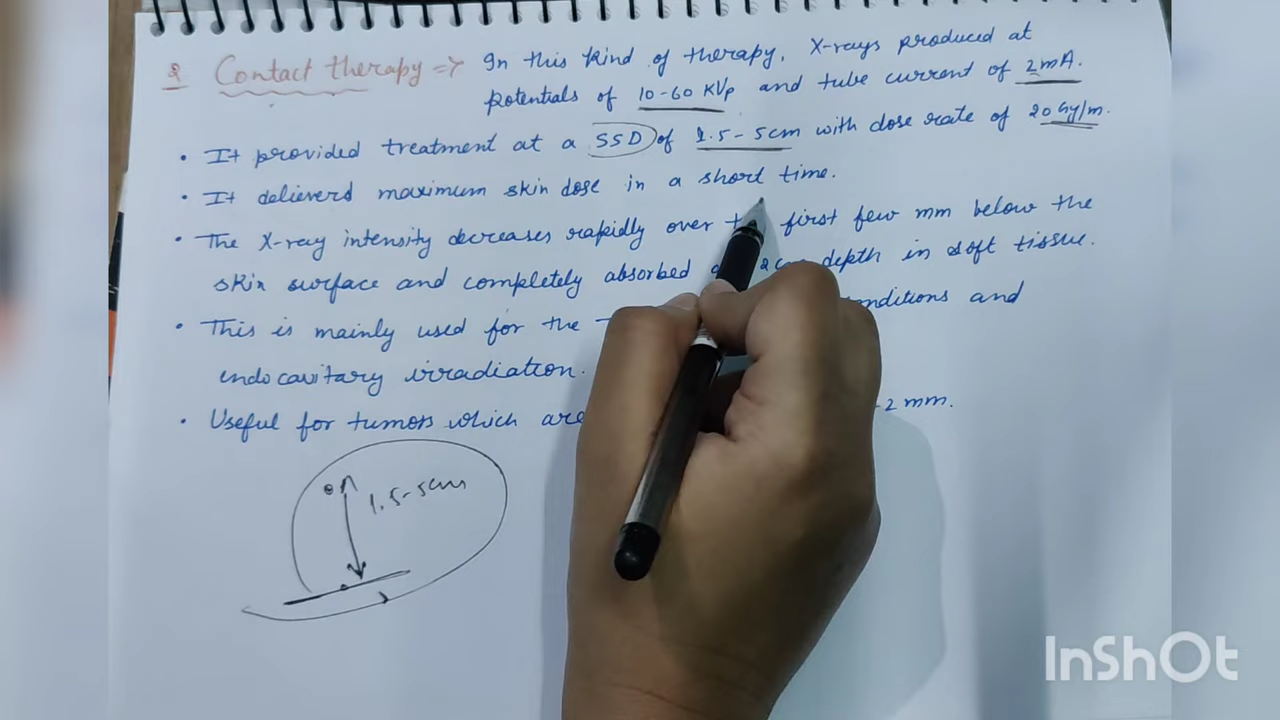 2 Contact therapy => In this kind of therapy, X-rays produced at
potentials of 10-60 KVp and tube current of 2mA.
• It provided treatment at a SSD of 1.5-5cm with dose rate of 20 Gy/m.
• It delievers maximum skin dose in a short time.
• The X-ray intensity decreases rapidly over first few mm below the
skin surface and completely absorbed depth in soft tissue.
• This is mainly used for the conditions and
endocavitary irradiation.
• Useful for tumors which are 2 mm.
1.5-5cm
InShOt